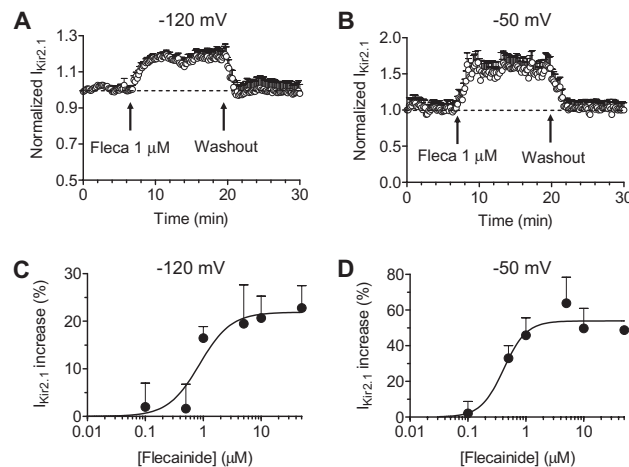 A
-120 mV
Normalized I Kir2.1
1.3
1.1
0.9
0.7
0.5
Fleca 1 μM
Washout
0 10 20 30
Time (min)
B
-50 mV
Normalized I Kir2.1
2.0
1.5
1.0
0.5
0.0
Fleca 1 μM
Washout
0 10 20 30
Time (min)
C
-120 mV
I Kir2.1 increase (%)
30
20
10
0
0.01 0.1 1 10
[Flecainide] (μM)
D
-50 mV
I Kir2.1 increase (%)
80
60
40
20
0
0.01 0.1 1 10
[Flecainide] (μM)